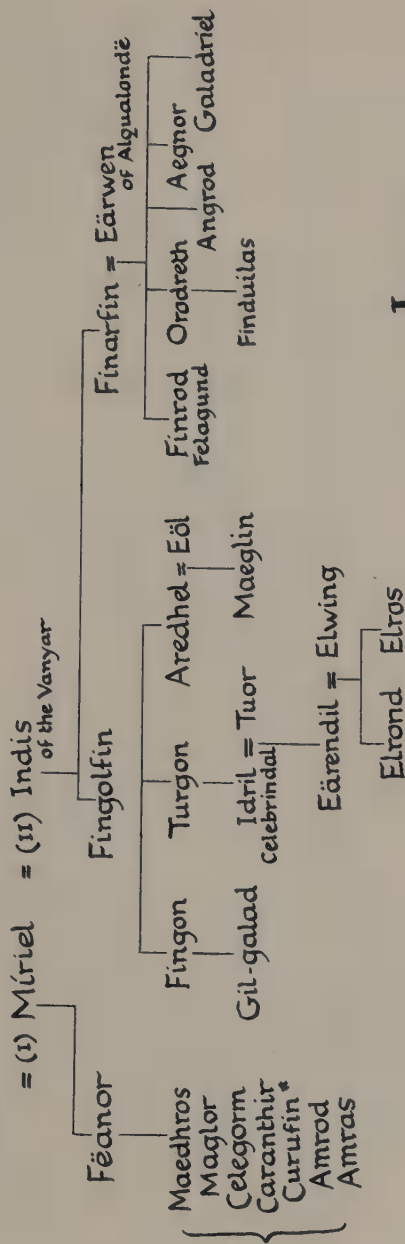 = (I) Míriel = (II) Indis
of the Vanyar
Fëanor
Fingolfin
Finarfin = Eärwen
of Alqualondë
Maedhros
Maglor
Celegorm
Caranthir
Curufin*
Amrod
Amras
Fingon
Turgon
Aredhel = Eöl
Finrod
Felagund
Orodreth
Angrod
Aegnor
Galadriel
Gil-galad
Idril = Tuor
Celebrindal
Maeglin
Finduilas
Eärendil = Elwing
Elrond Elros
I